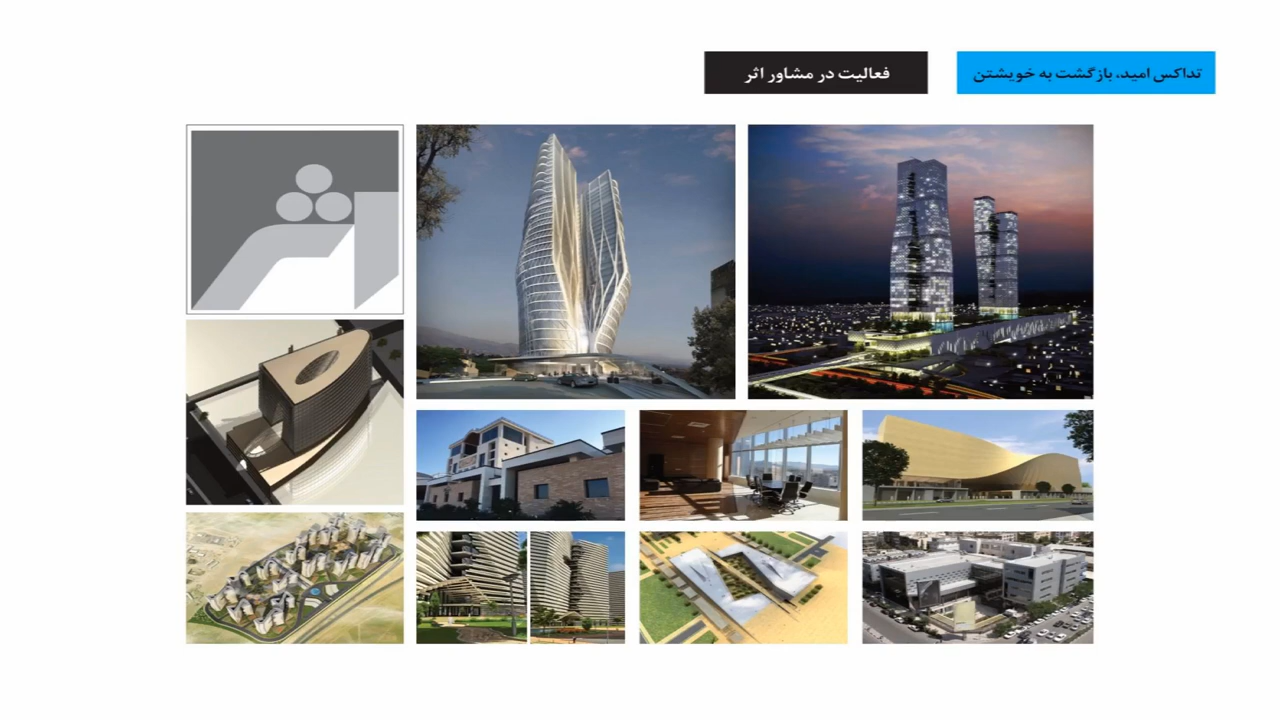 تداکس امید، بازگشت به خویشتن
فعالیت در مشاور اثر